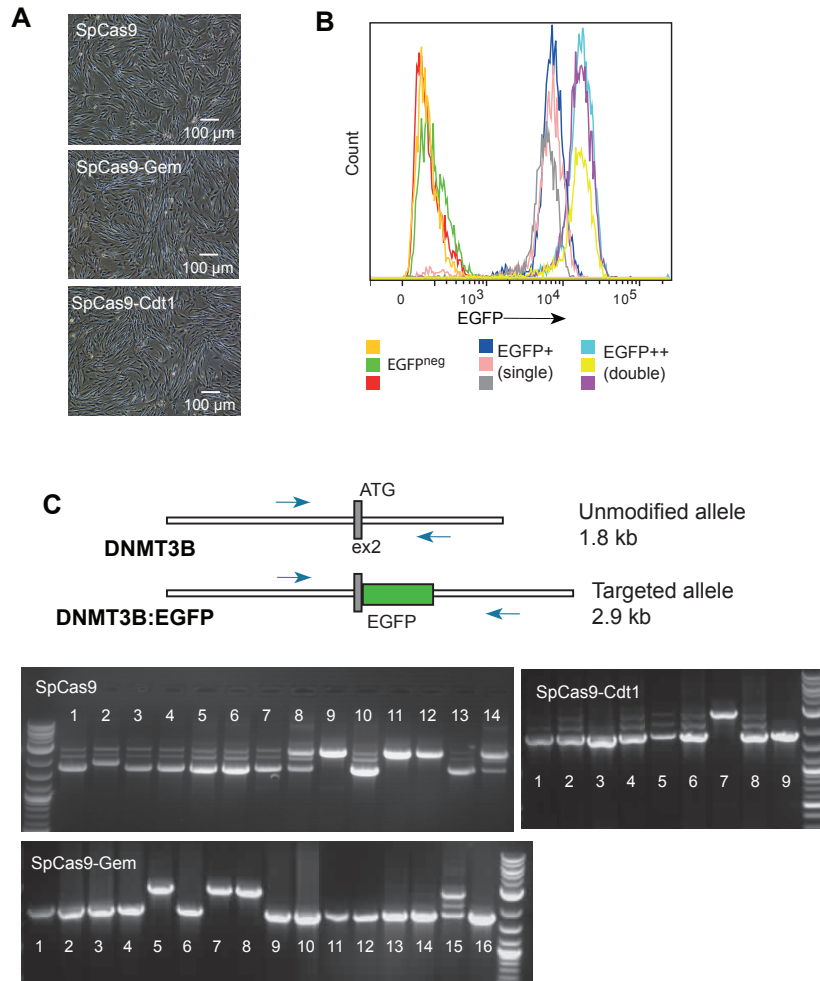 A
SpCas9
100 µm
SpCas9-Gem
100 µm
SpCas9-Cdt1
100 µm
B
Count
0 10³ 10⁴ 10⁵
EGFP
EGFPⁿᵉᵍ
EGFP+
(single)
EGFP++
(double)
C
ATG
ex2
DNMT3B
Unmodified allele
1.8 kb
DNMT3B:EGFP
EGFP
Targeted allele
2.9 kb
SpCas9
1 2 3 4 5 6 7 8 9 10 11 12 13 14
SpCas9-Cdt1
1 2 3 4 5 6 7 8 9
SpCas9-Gem
1 2 3 4 5 6 7 8 9 10 11 12 13 14 15 16